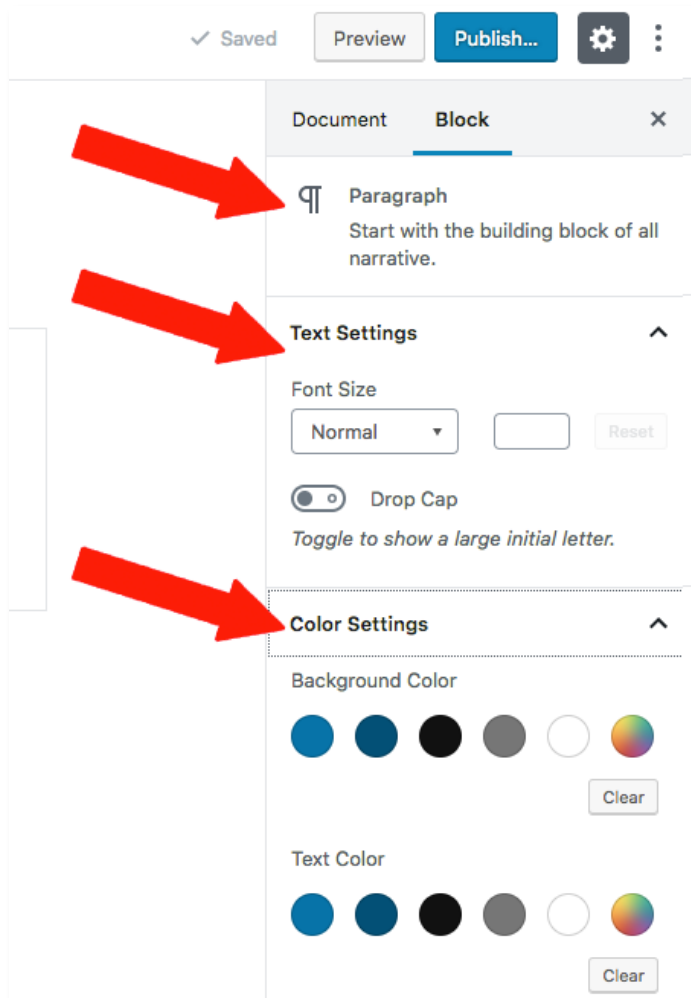 Saved Preview Publish...
Document Block
Paragraph
Start with the building block of all
narrative.
Text Settings
Font Size
Normal Reset
Drop Cap
Toggle to show a large initial letter.
Color Settings
Background Color
Clear
Text Color
Clear